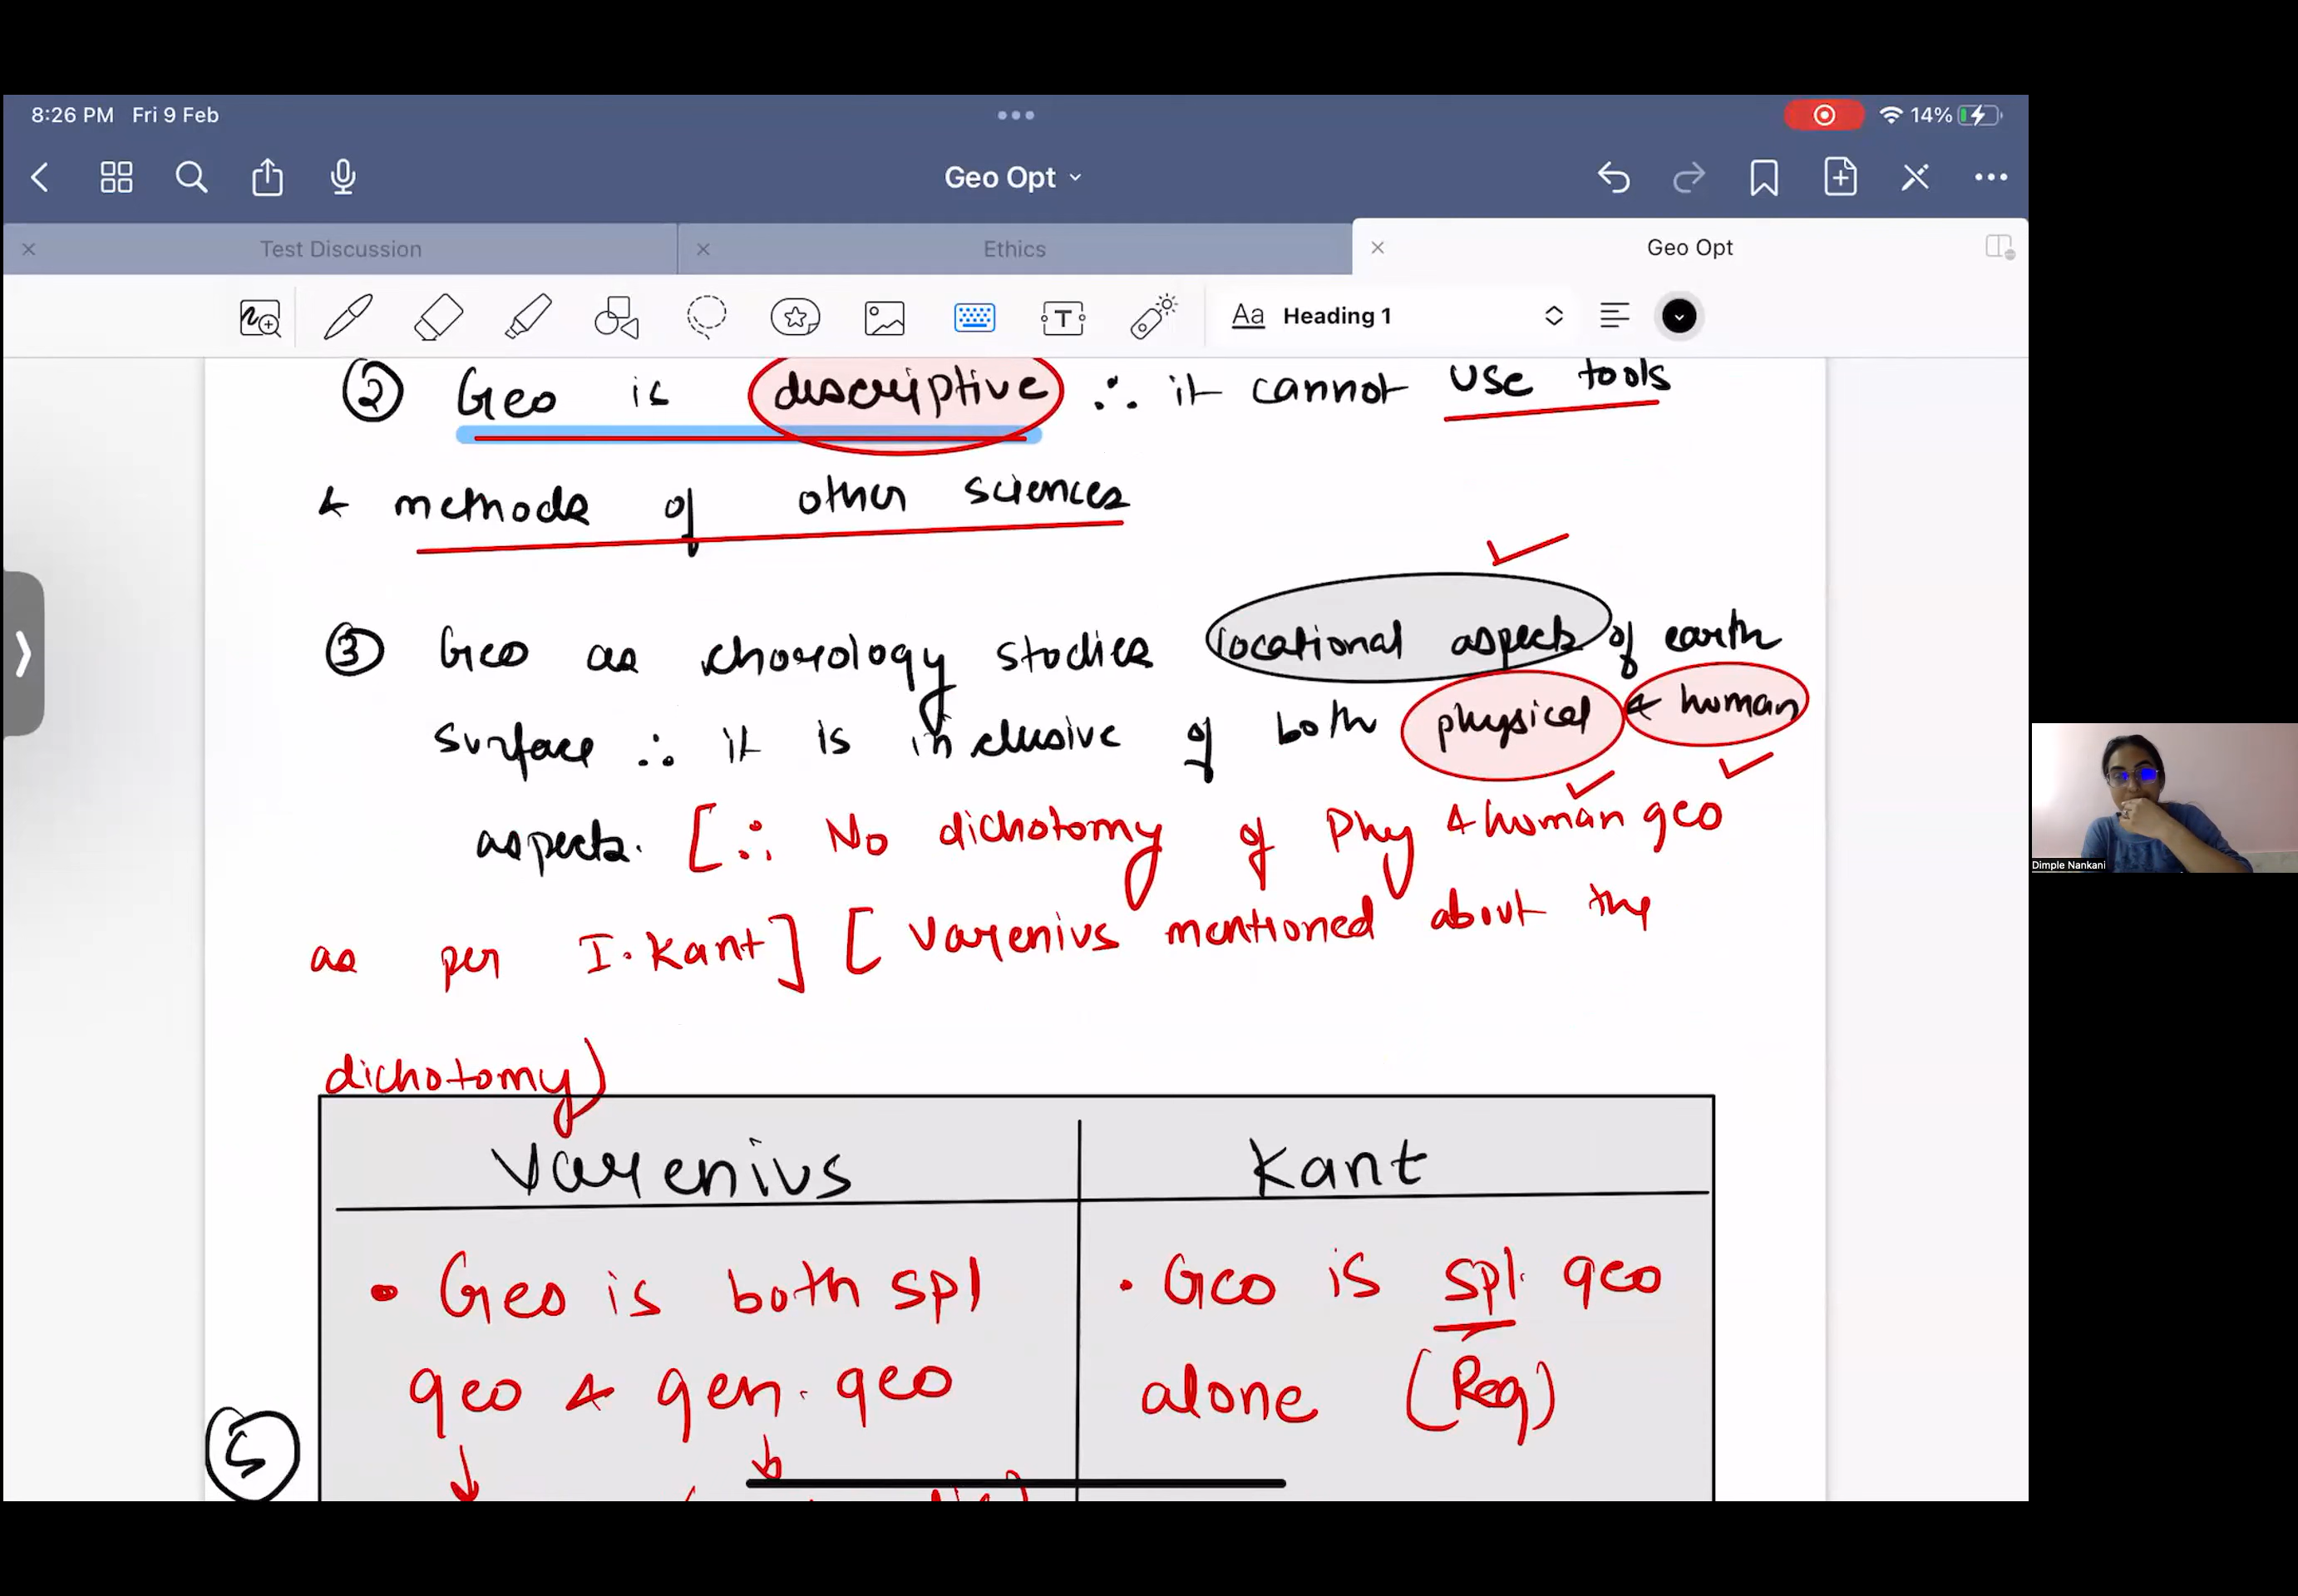 8:26 PM Fri 9 Feb
14%
Geo Opt
Test Discussion
Ethics
Geo Opt
Aa Heading 1
② Geo is descriptive ∴ it cannot use tools
& methods of other sciences
③ Geo as chorology studies locational aspects of earth
surface ∴ it is inclusive of both physical & human
aspects. [∴ No dichotomy of Phy & human geo
as per I. Kant] [Varenius mentioned about the
dichotomy)
Varenius
Kant
• Geo is both spl
geo & gen. geo
• Geo is spl. geo
alone (Reg)
Dimple Nankani